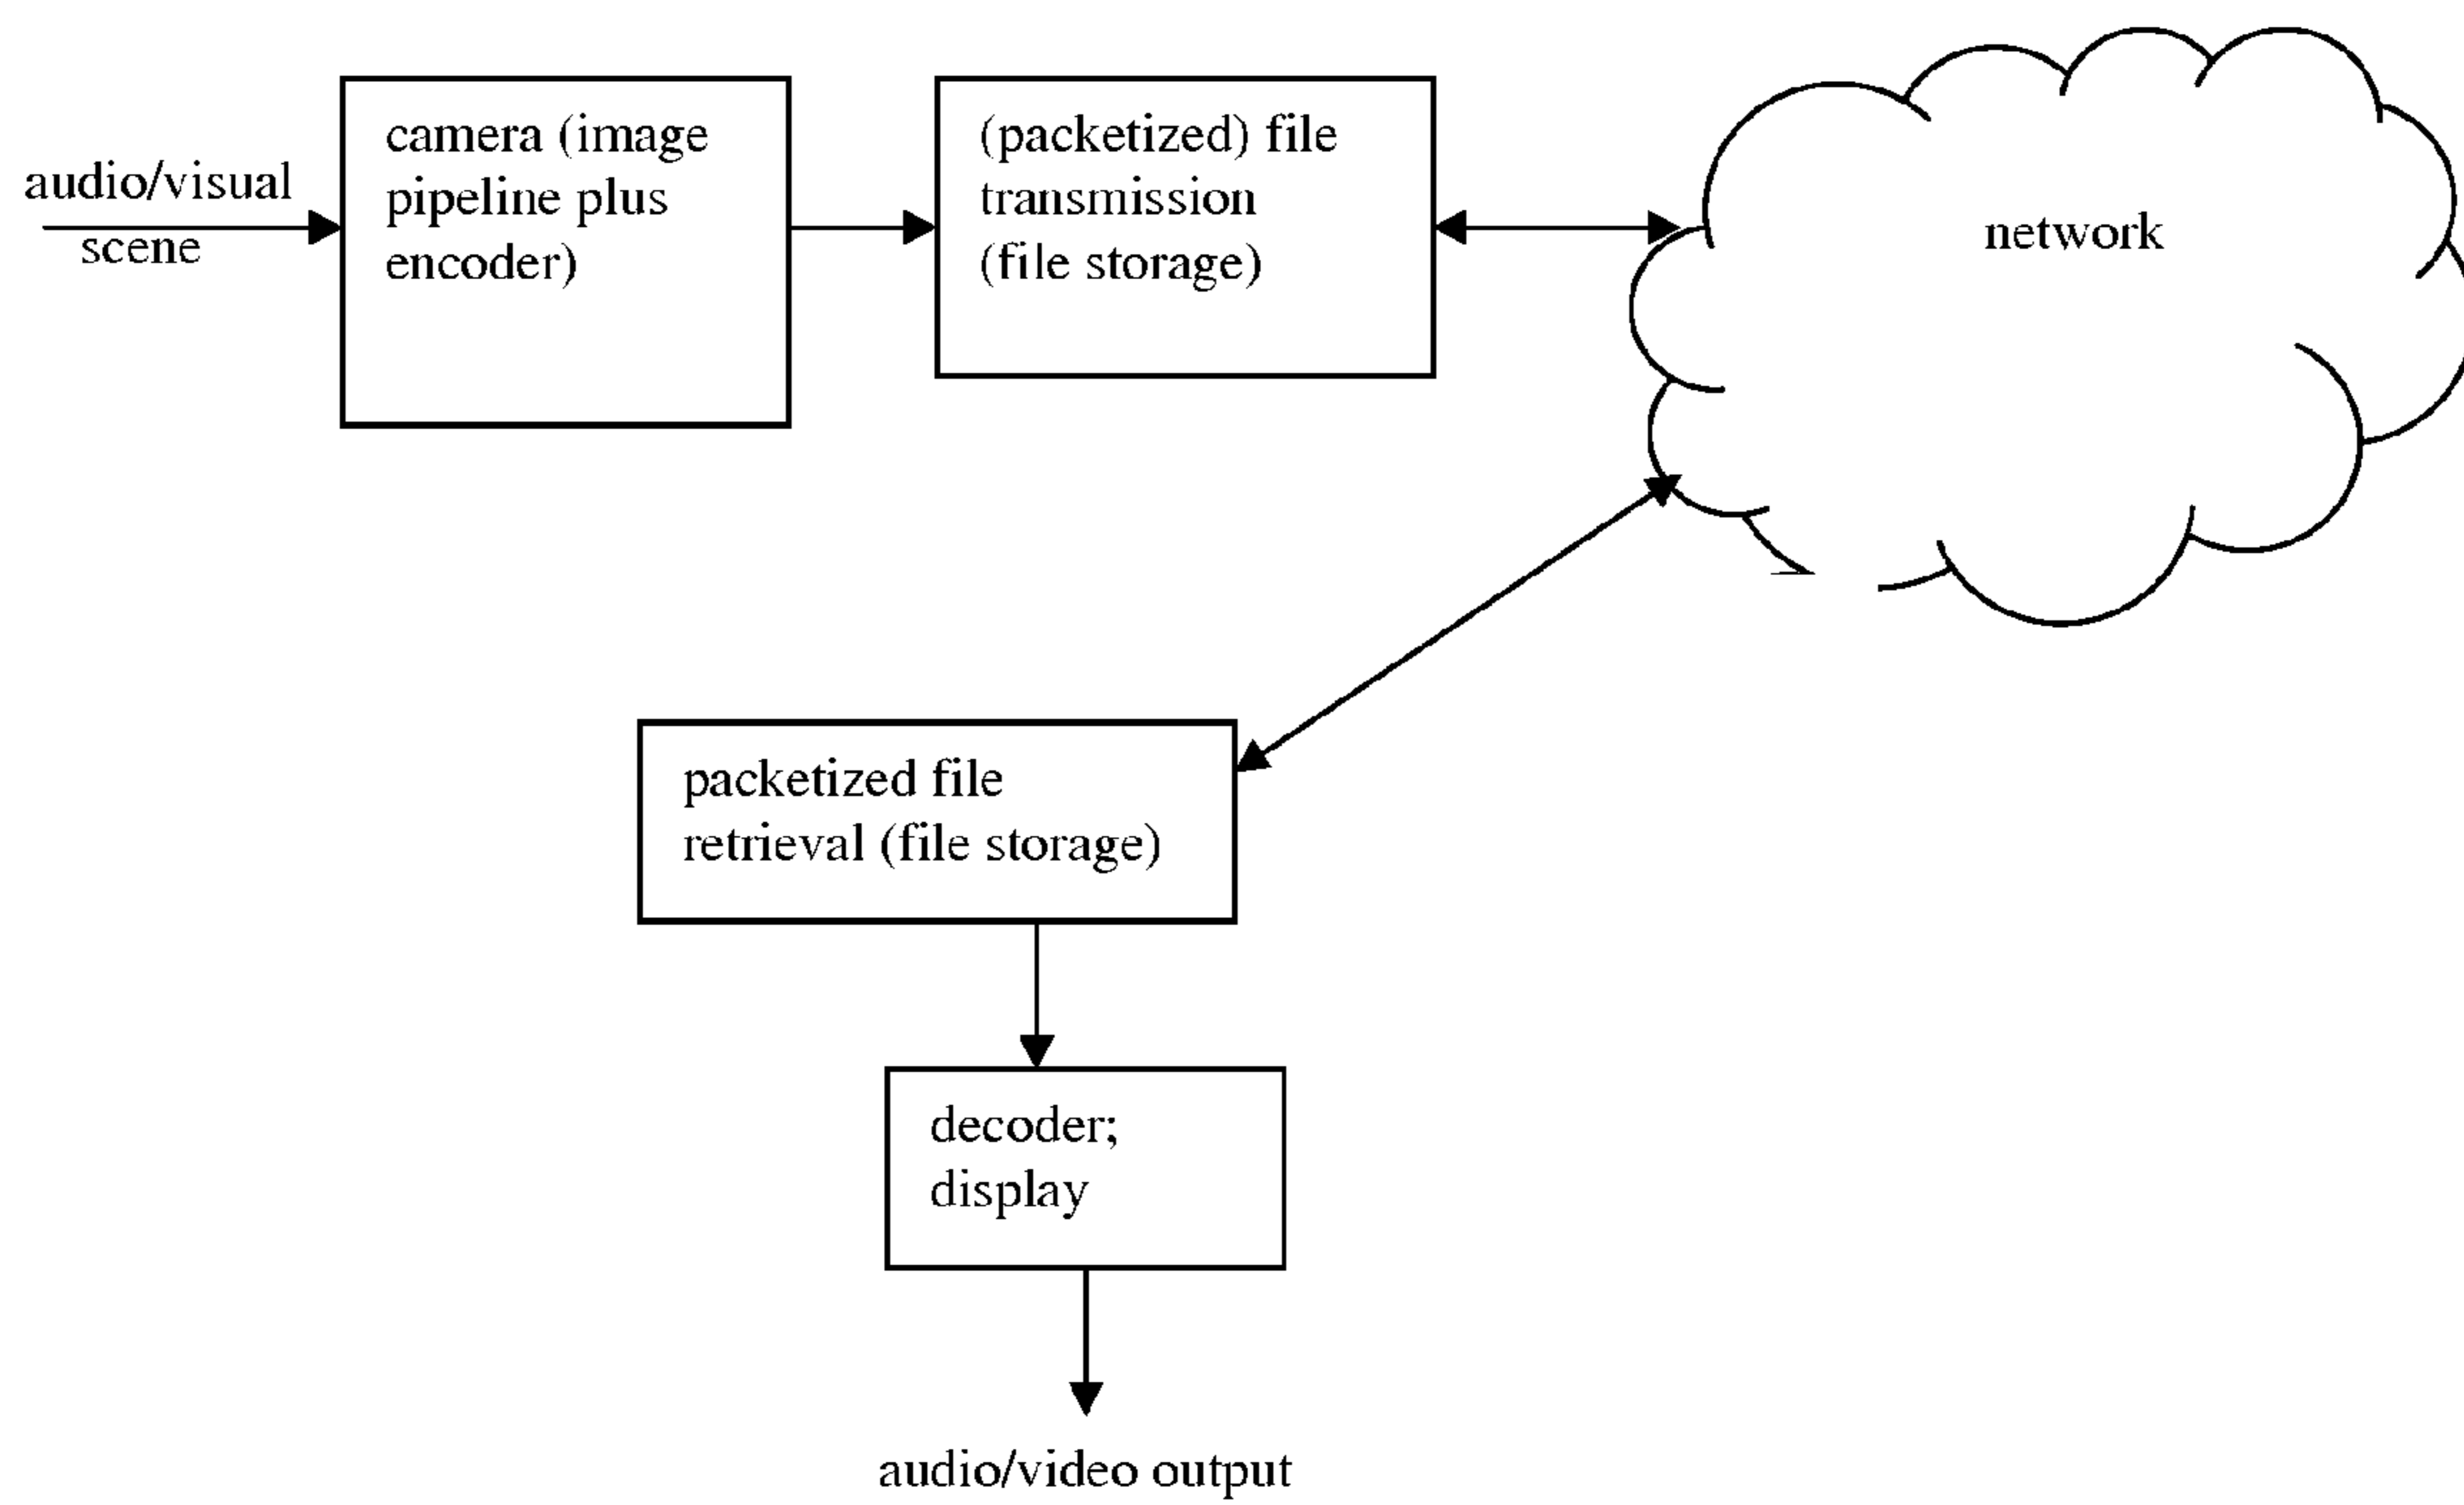 audio/visual
scene
camera (image
pipeline plus
encoder)
(packetized) file
transmission
(file storage)
network
packetized file
retrieval (file storage)
decoder;
display
audio/video output